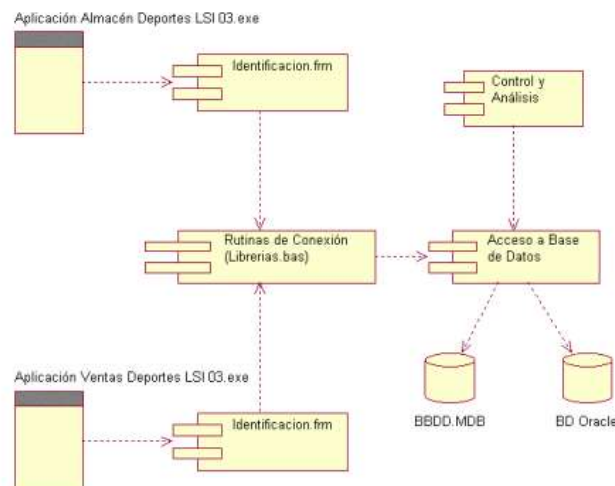 Aplicación Almacén Deportes LSI 03.exe
Identificacion.frm
Control y
Análisis
Rutinas de Conexión
(Librerias.bas)
Acceso a Base
de Datos
Aplicación Ventas Deportes LSI 03.exe
BBDD.MDB
BD Oracle
Identificacion.frm